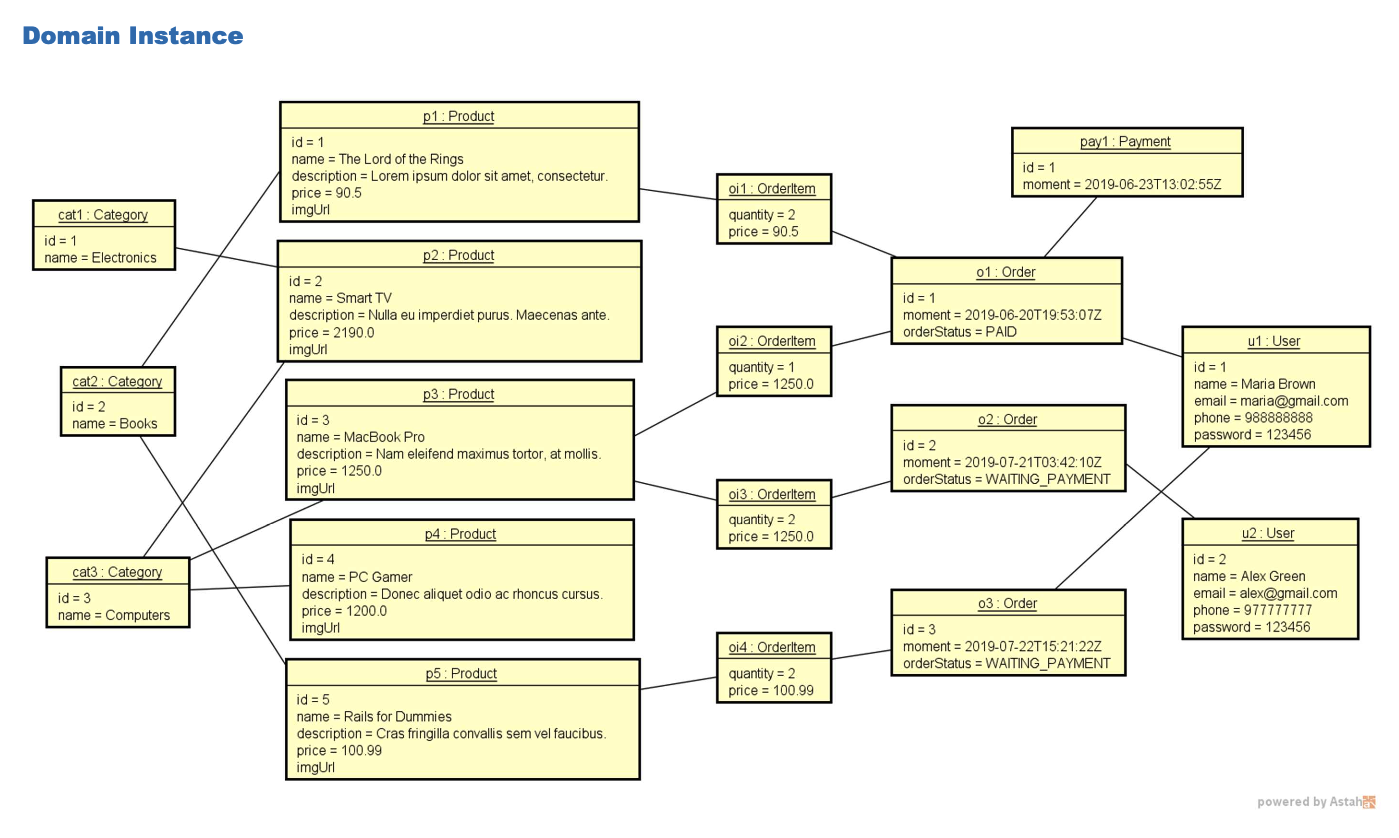 Domain Instance
p1 : Product
id = 1
name = The Lord of the Rings
description = Lorem ipsum dolor sit amet, consectetur.
price = 90.5
imgUrl
pay1 : Payment
id = 1
moment = 2019-06-23T13:02:55Z
oi1 : OrderItem
quantity = 2
price = 90.5
cat1 : Category
id = 1
name = Electronics
p2 : Product
id = 2
name = Smart TV
description = Nulla eu imperdiet purus. Maecenas ante.
price = 2190.0
imgUrl
o1 : Order
id = 1
moment = 2019-06-20T19:53:07Z
orderStatus = PAID
oi2 : OrderItem
quantity = 1
price = 1250.0
u1 : User
id = 1
name = Maria Brown
email = maria@gmail.com
phone = 988888888
password = 123456
cat2 : Category
id = 2
name = Books
p3 : Product
id = 3
name = MacBook Pro
description = Nam eleifend maximus tortor, at mollis.
price = 1250.0
imgUrl
o2 : Order
id = 2
moment = 2019-07-21T03:42:10Z
orderStatus = WAITING_PAYMENT
oi3 : OrderItem
quantity = 2
price = 1250.0
p4 : Product
id = 4
name = PC Gamer
description = Donec aliquet odio ac rhoncus cursus.
price = 1200.0
imgUrl
u2 : User
id = 2
name = Alex Green
email = alex@gmail.com
phone = 977777777
password = 123456
cat3 : Category
id = 3
name = Computers
o3 : Order
id = 3
moment = 2019-07-22T15:21:22Z
orderStatus = WAITING_PAYMENT
oi4 : OrderItem
quantity = 2
price = 100.99
p5 : Product
id = 5
name = Rails for Dummies
description = Cras fringilla convallis sem vel faucibus.
price = 100.99
imgUrl
powered by Astah